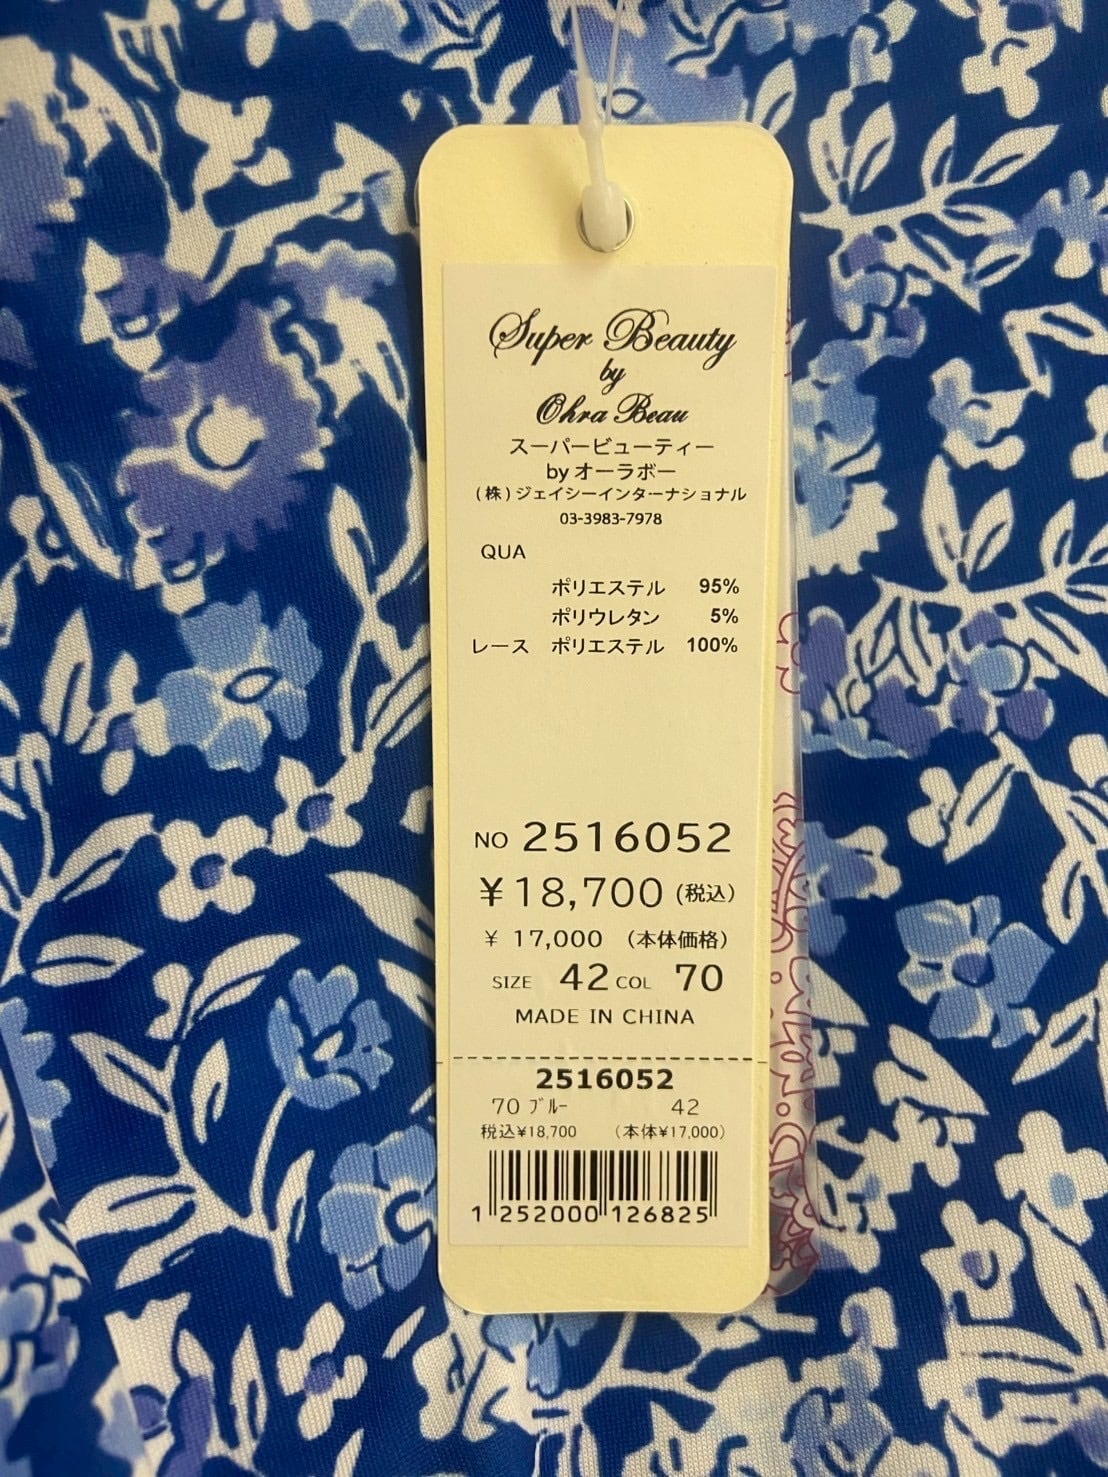 Super Beauty
by
Ohra Beau
スーパービューティー
by オーラボー
(株)ジェイシーインターナショナル
03-3983-7978
QUA
ポリエステル 95%
ポリウレタン 5%
レース ポリエステル 100%
NO 2516052
¥18,700 (税込)
¥ 17,000 (本体価格)
SIZE 42 COL 70
MADE IN CHINA
2516052
70 ブルー 42
税込¥18,700 (本体¥17,000)
1 252000 126825